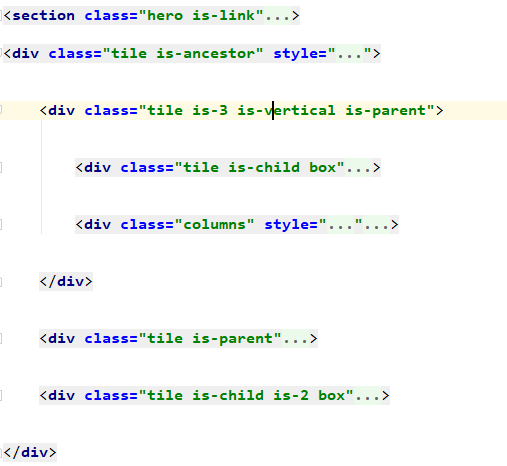 <section class="hero is-link"...>
<div class="tile is-ancestor" style="...">
<div class="tile is-3 is-vertical is-parent">
<div class="tile is-child box"...>
<div class="columns" style="..."...>
</div>
<div class="tile is-parent"...>
<div class="tile is-child is-2 box"...>
</div>